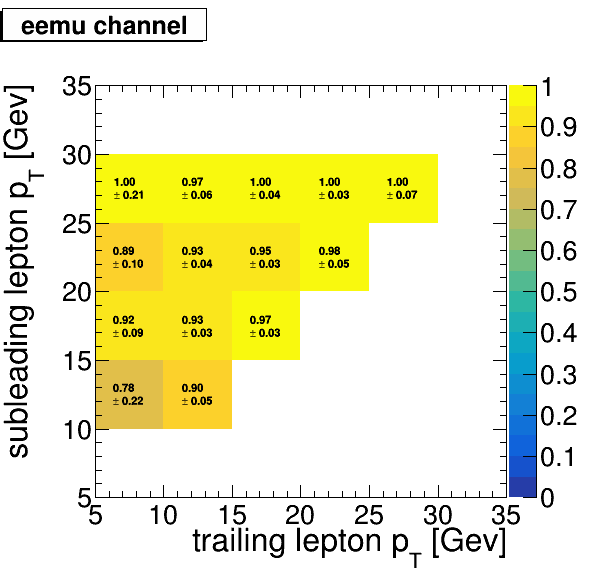 eemu channel
subleading lepton p_T [Gev]
35
30
25
20
15
10
5
1.00 0.97 1.00 1.00 1.00
± 0.21 ± 0.06 ± 0.04 ± 0.03 ± 0.07
0.89 0.93 0.95 0.98
± 0.10 ± 0.04 ± 0.03 ± 0.05
0.92 0.93 0.97
± 0.09 ± 0.03 ± 0.03
0.78 0.90
± 0.22 ± 0.05
5 10 15 20 25 30 35
trailing lepton p_T [Gev]
1
0.9
0.8
0.7
0.6
0.5
0.4
0.3
0.2
0.1
0